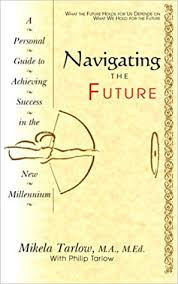 WHAT THE FUTURE HOLDS FOR US DEPENDS ON
WHAT WE HOLD FOR THE FUTURE
A
Personal
Guide to
Achieving
Success
in the
New
Millennium
Navigating
THE
FUTURE
Mikela Tarlow, M.A., M.Ed.
With Philip Tarlow